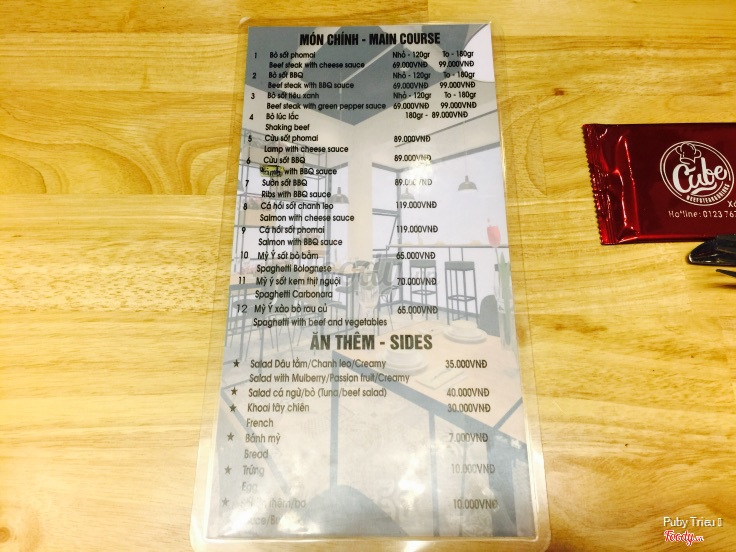 MÓN CHÍNH - MAIN COURSE
1 Bò sốt phomai Nhỏ - 120gr To - 180gr
Beef steak with cheese sauce 69.000VNĐ 99.000VNĐ
2 Bò sốt BBQ Nhỏ - 120gr To - 180gr
Beef steak with BBQ sauce 69.000VNĐ 99.000VNĐ
3 Bò sốt tiêu xanh Nhỏ - 120gr To - 180gr
Beef steak with green pepper sauce 69.000VNĐ 99.000VNĐ
4 Bò lúc lắc 180gr - 89.000VNĐ
Shaking beef
5 Cừu sốt phomai 89.000VNĐ
Lamp with cheese sauce
6 Cừu sốt BBQ 89.000VNĐ
with BBQ sauce
7 Sườn sốt BBQ 89.000VNĐ
Ribs with BBQ sauce
8 Cá hồi sốt chanh leo 119.000VNĐ
Salmon with cheese sauce
9 Cá hồi sốt phomai 119.000VNĐ
Salmon with BBQ sauce
10 Mỳ Ý sốt bò bằm 65.000VNĐ
Spaghetti Bolognese
11 Mỳ ý sốt kem thịt nguội 70.000VNĐ
Spaghetti Carbonara
12 Mỳ Ý xào bò rau củ 65.000VNĐ
Spaghetti with beef and vegetables
ĂN THÊM - SIDES
★ Salad Dâu tằm/Chanh leo/Creamy 35.000VNĐ
Salad with Mulberry/Passion fruit/Creamy
★ Salad cá ngừ/bò (Tuna/beef salad) 40.000VNĐ
★ Khoai tây chiên 30.000VNĐ
French
★ Bánh mỳ 7.000VNĐ
Bread
★ Trứng 10.000VNĐ
Egg
★ 10.000VNĐ
Cube
BEEFSTEAK
Hotline: 0123 767
Puby Trieu
Foody.vn